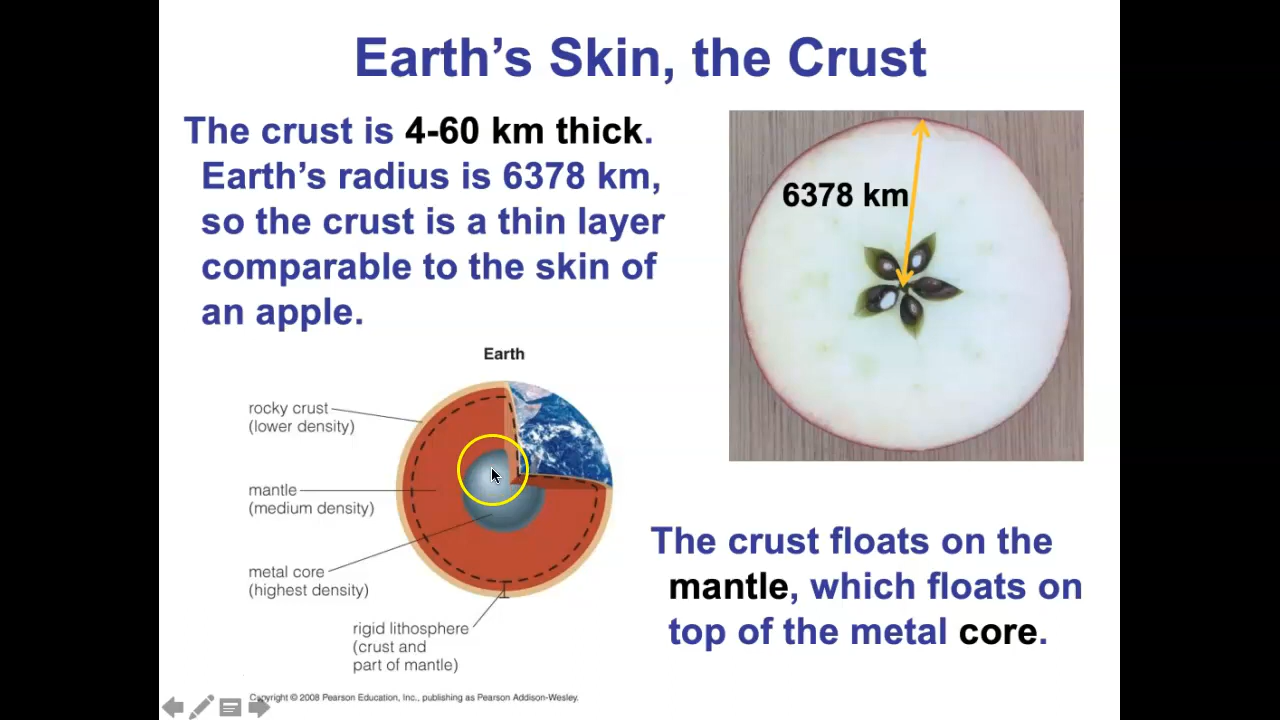 Earth's Skin, the Crust
The crust is 4-60 km thick.
Earth's radius is 6378 km,
so the crust is a thin layer
comparable to the skin of
an apple.
6378 km
Earth
rocky crust
(lower density)
mantle
(medium density)
metal core
(highest density)
rigid lithosphere
(crust and
part of mantle)
The crust floats on the
mantle, which floats on
top of the metal core.
Copyright © 2008 Pearson Education, Inc., publishing as Pearson Addison-Wesley.